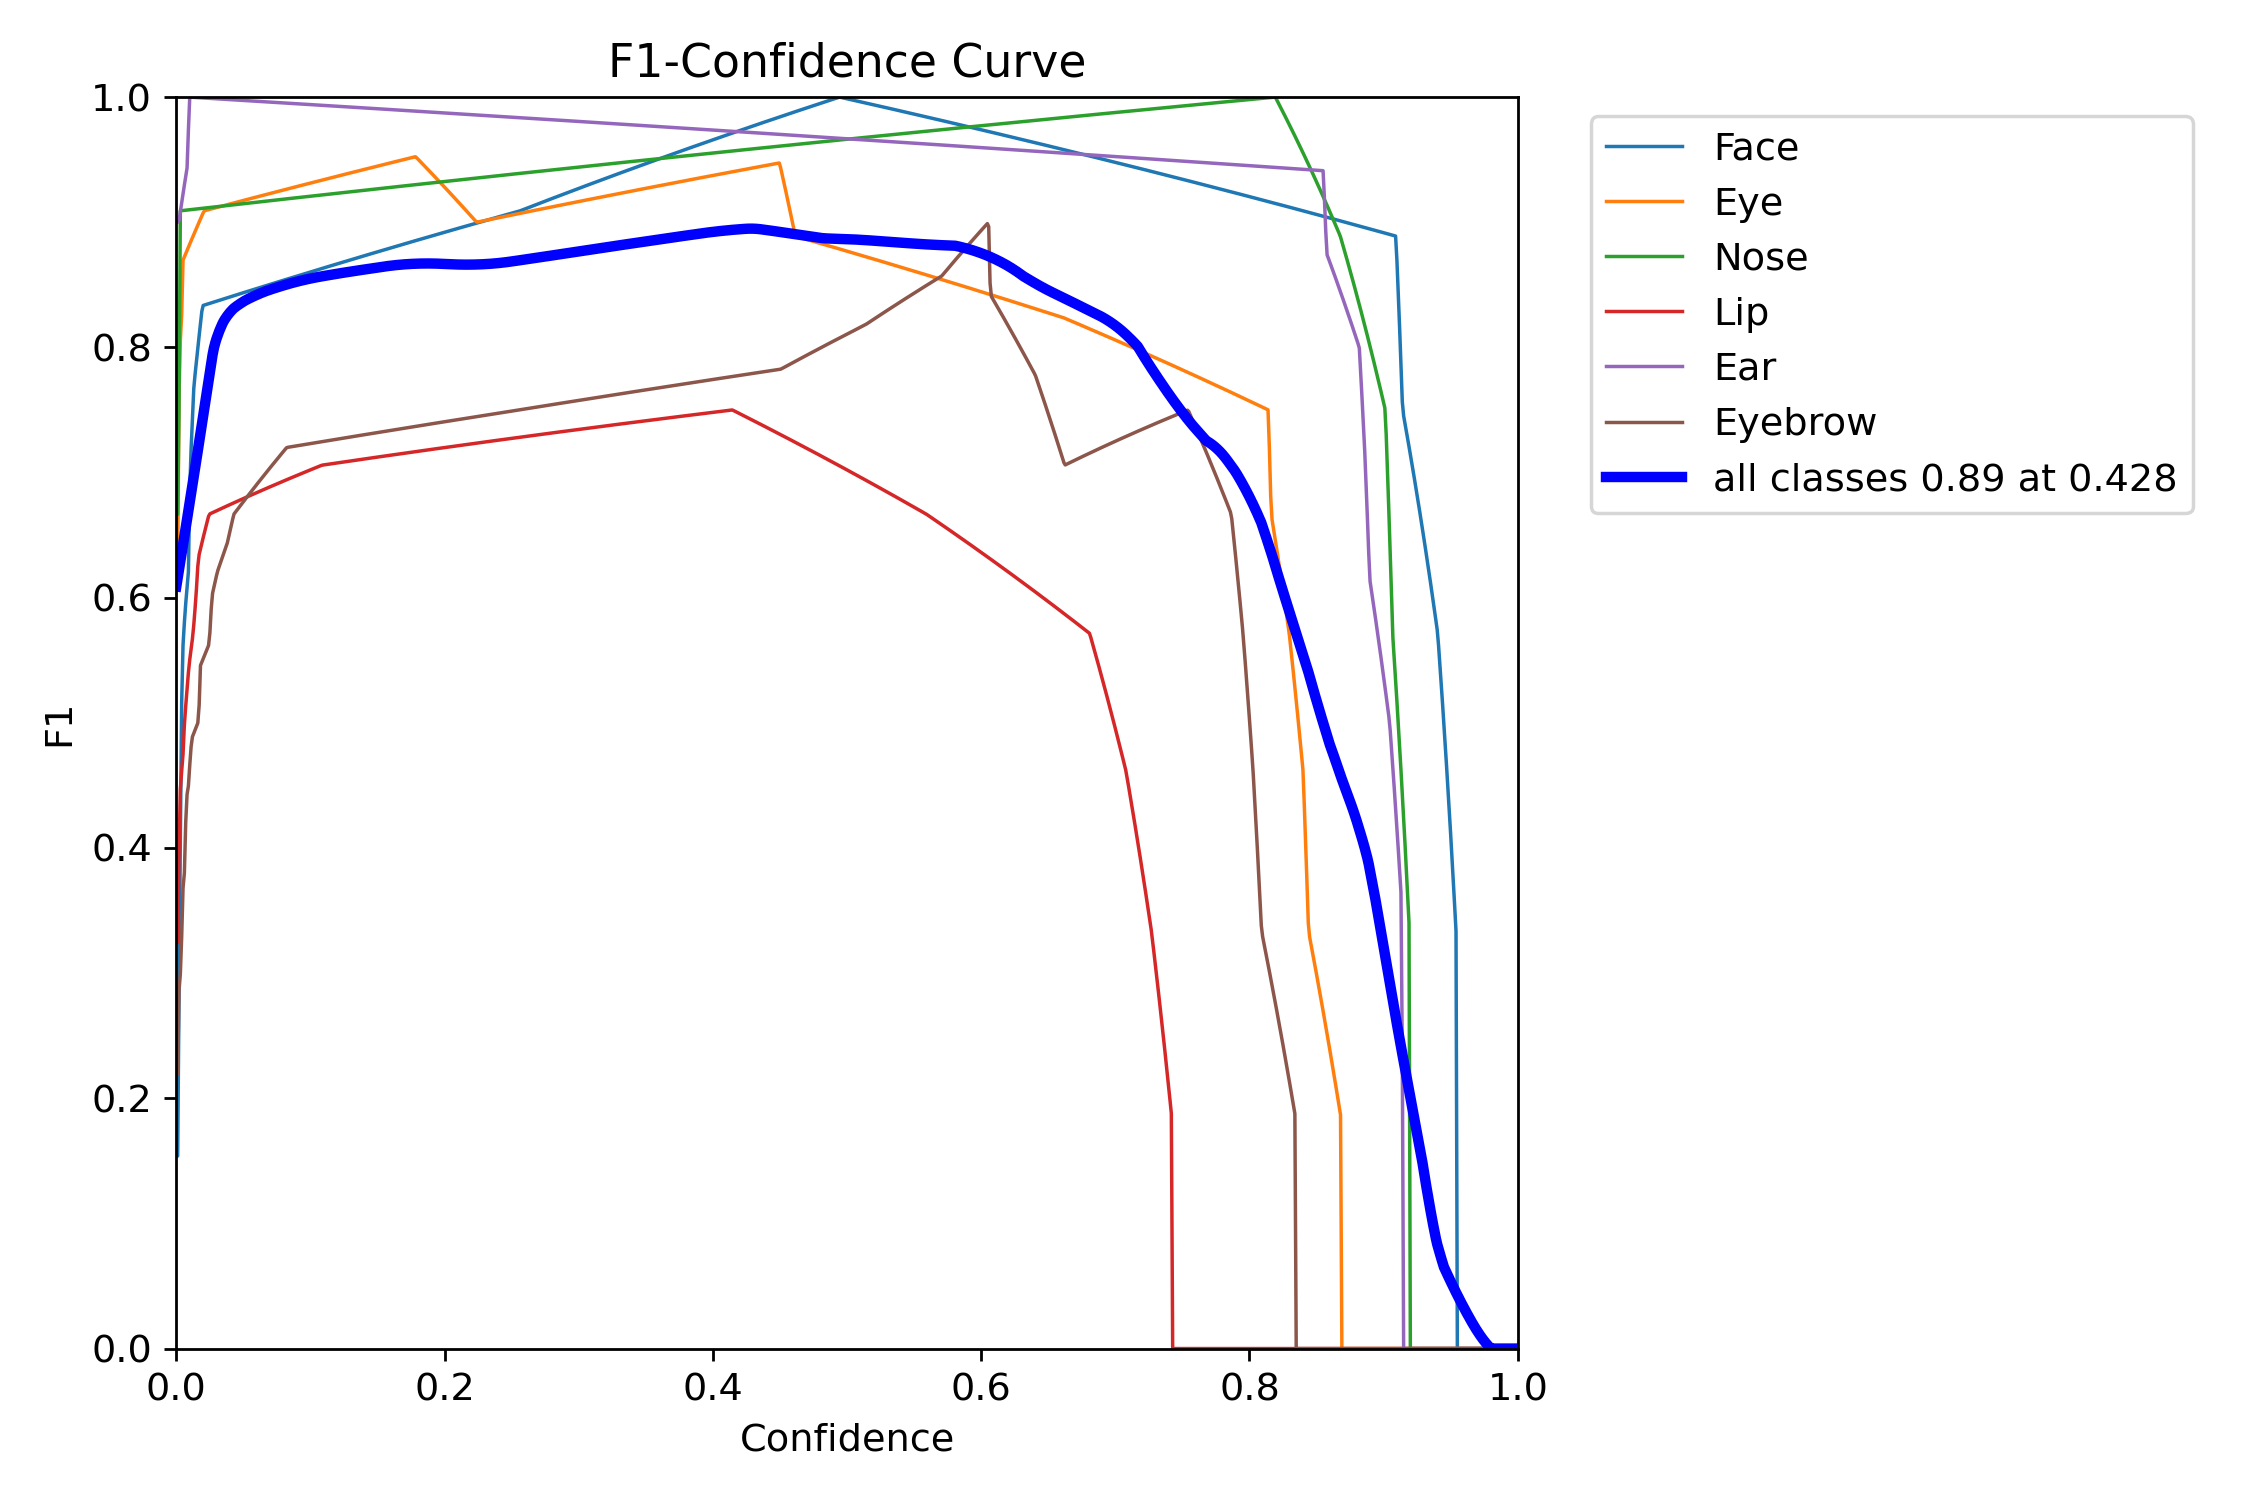 F1-Confidence Curve
1.0
0.8
0.6
0.4
0.2
0.0
F1
0.0 0.2 0.4 0.6 0.8 1.0
Confidence
Face
Eye
Nose
Lip
Ear
Eyebrow
all classes 0.89 at 0.428